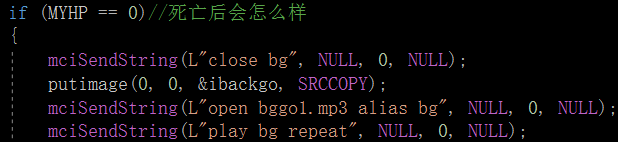 if (MYHP == 0)//死亡后会怎么样
{
mciSendString(L"close bg", NULL, 0, NULL);
putimage(0, 0, &ibackgo, SRCCOPY);
mciSendString(L"open bggo1.mp3 alias bg", NULL, 0, NULL);
mciSendString(L"play bg repeat", NULL, 0, NULL);